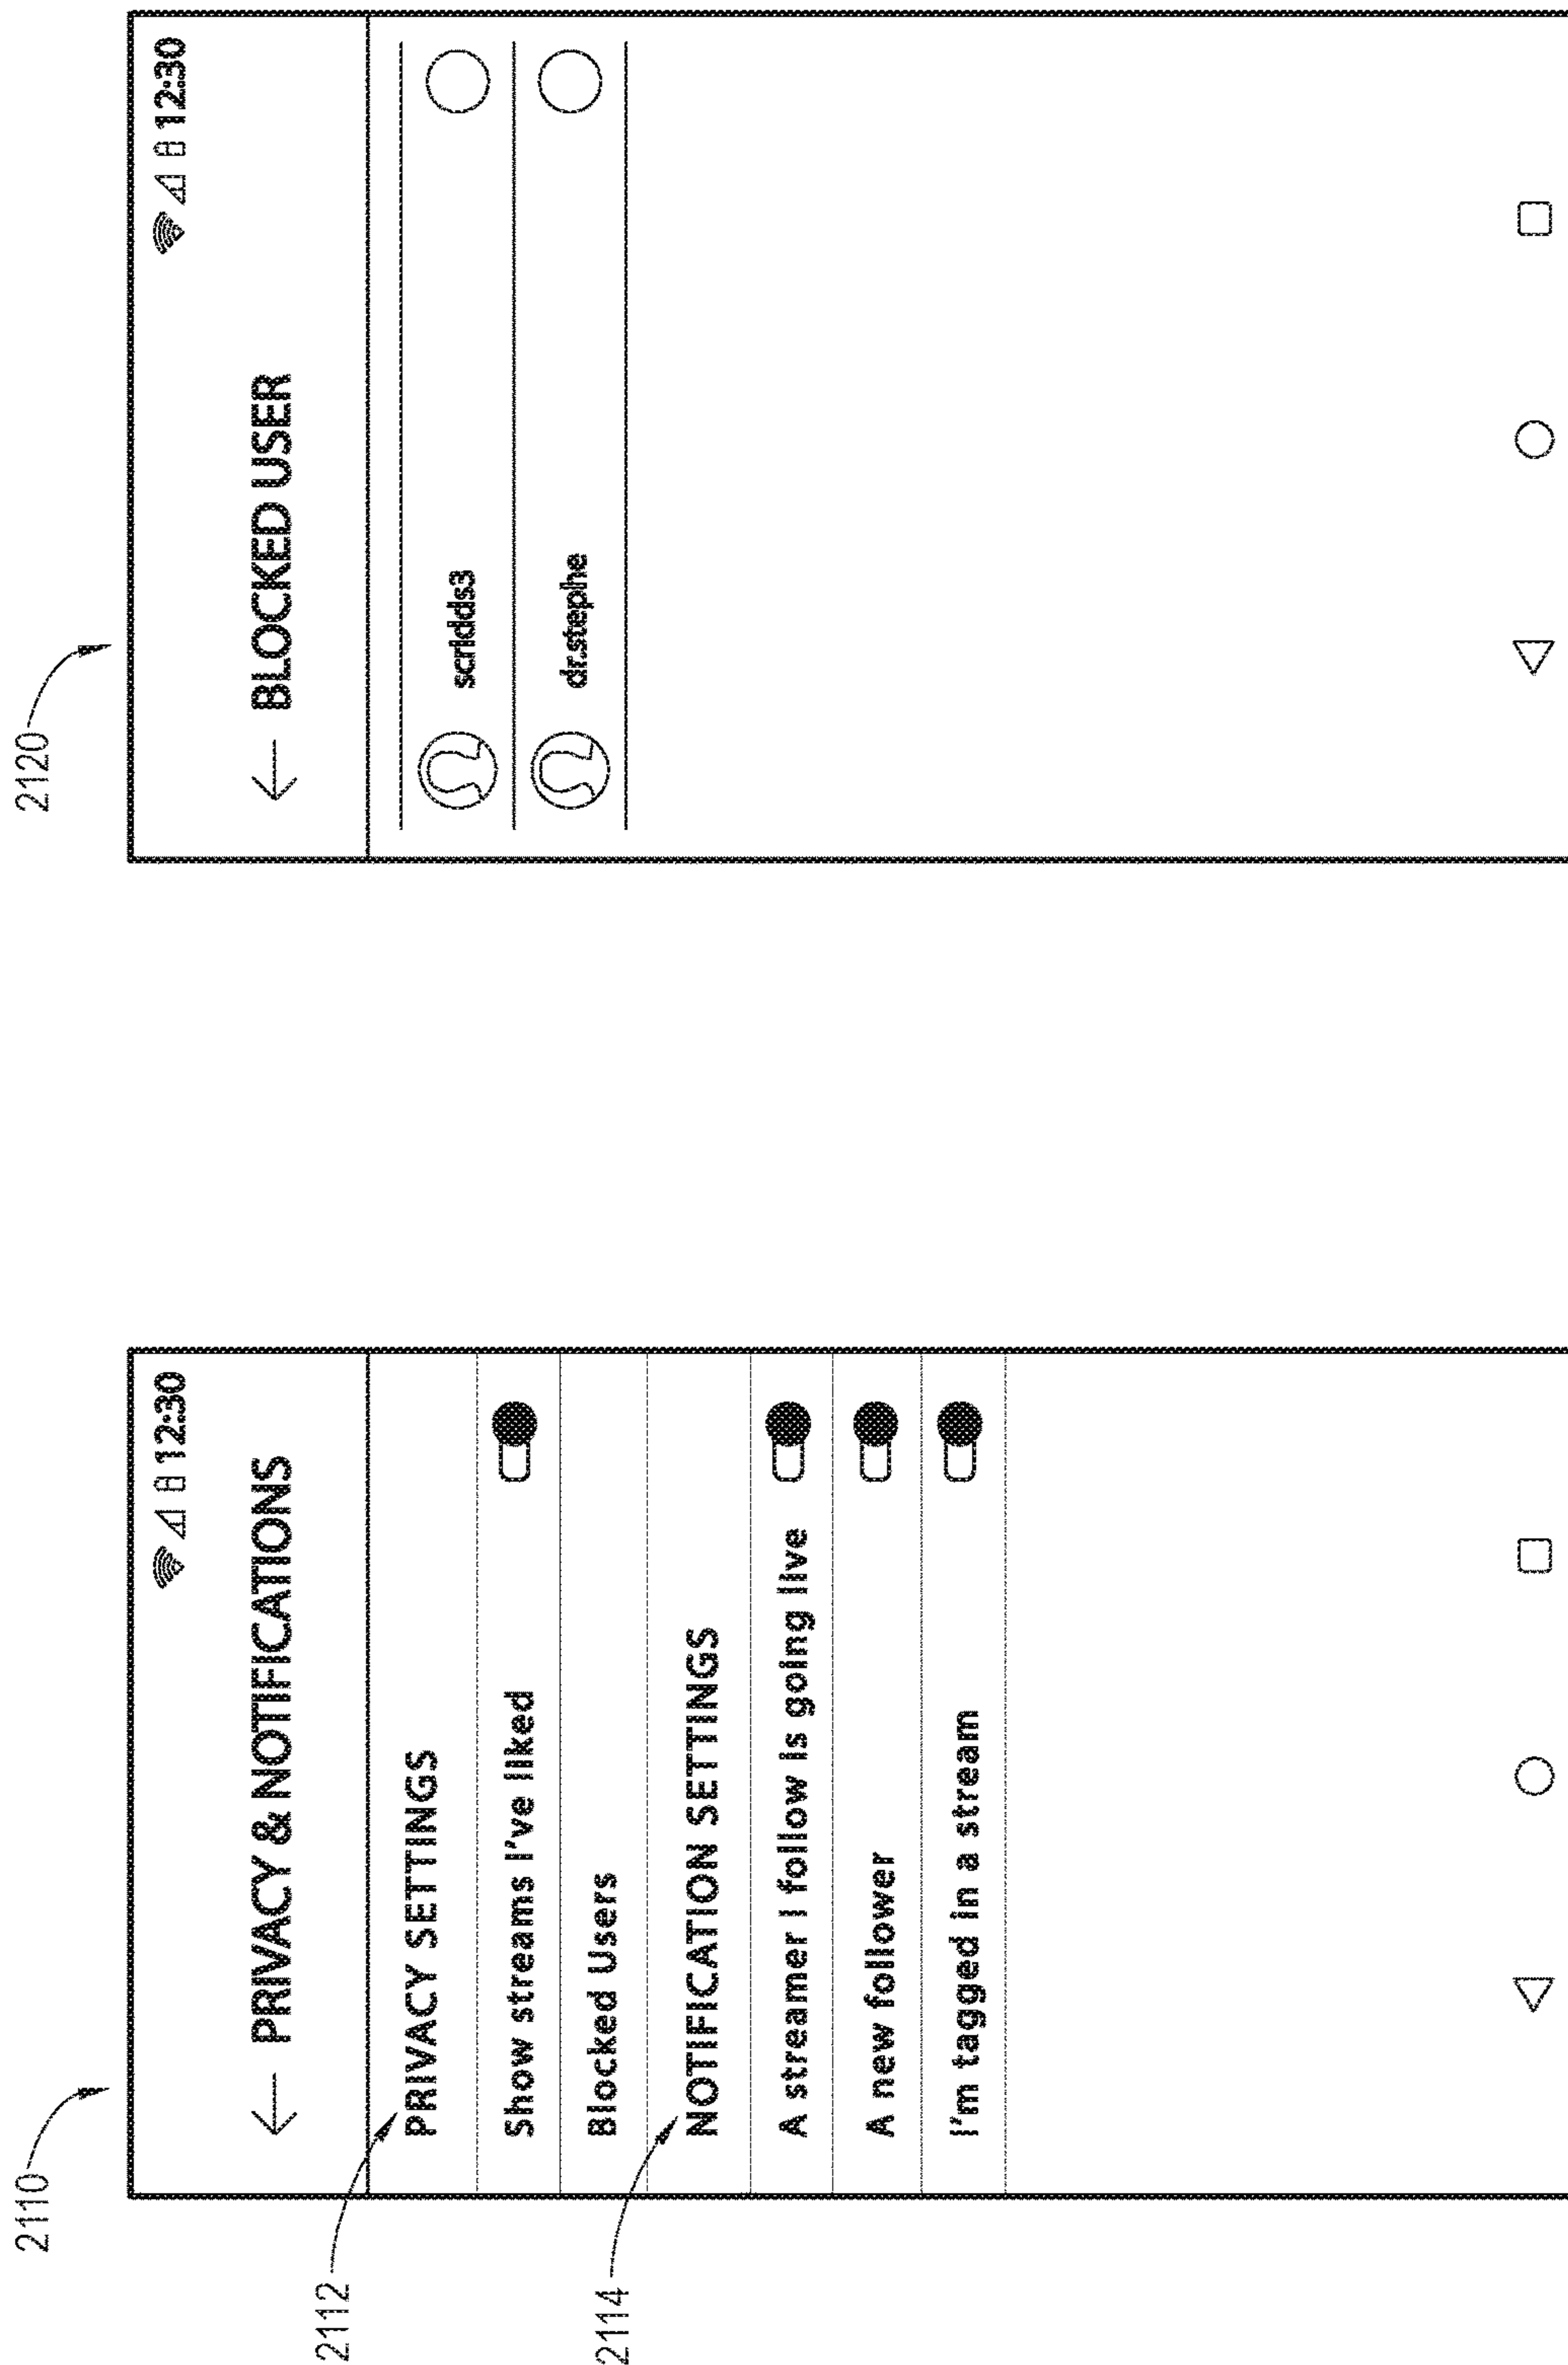 2110
12:30
PRIVACY & NOTIFICATIONS
2112
PRIVACY SETTINGS
Show streams I've liked
Blocked Users
2114
NOTIFICATION SETTINGS
A streamer I follow is going live
A new follower
I'm tagged in a stream
2120
12:30
BLOCKED USER
scrldds3
dr.stephe